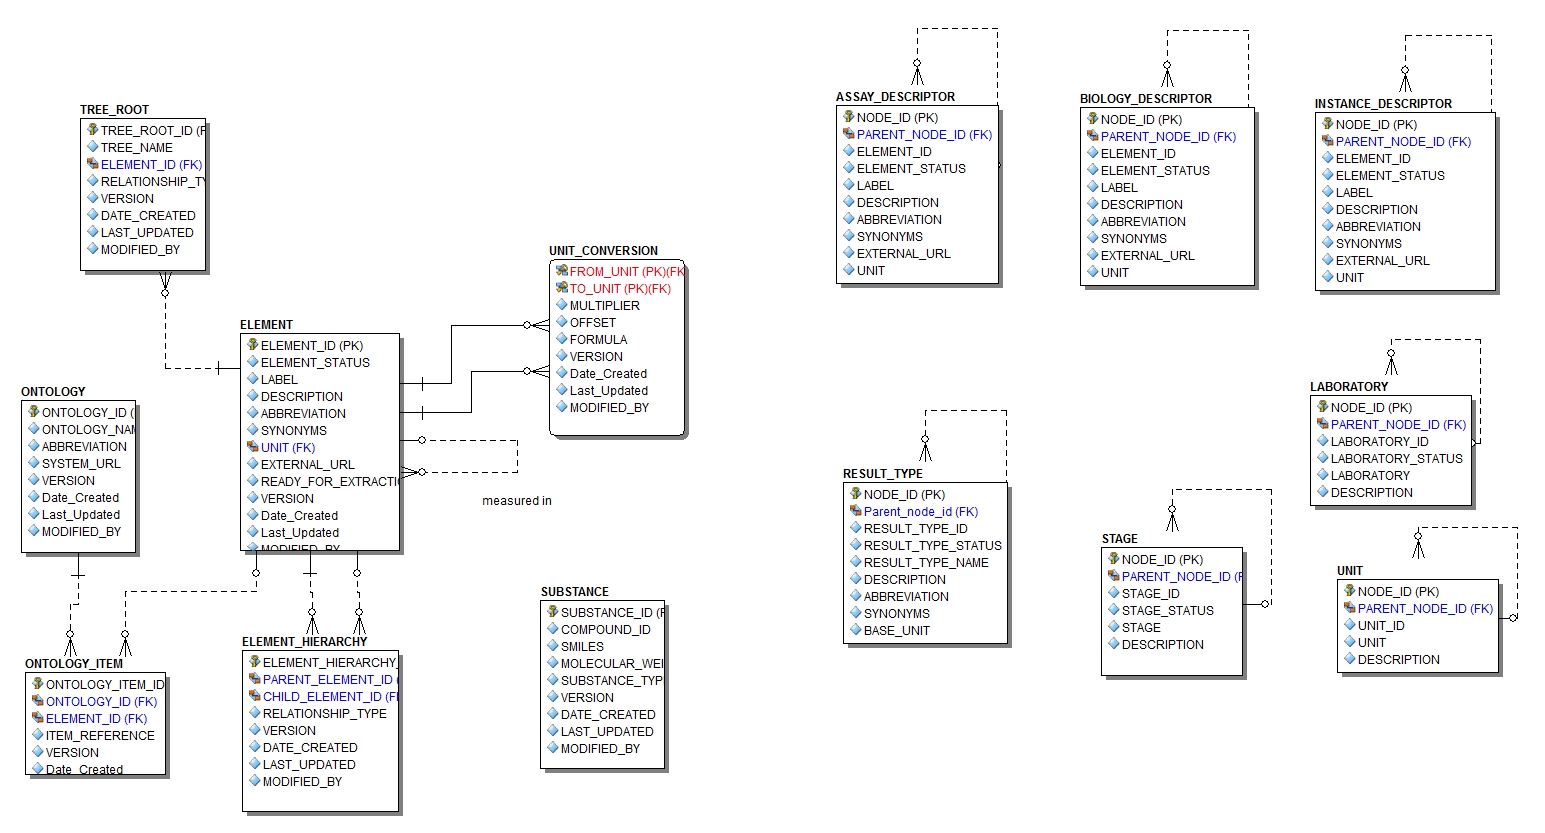 TREE_ROOT
TREE_ROOT_ID (F
TREE_NAME
ELEMENT_ID (FK)
RELATIONSHIP_TY
VERSION
DATE_CREATED
LAST_UPDATED
MODIFIED_BY
ONTOLOGY
ONTOLOGY_ID (
ONTOLOGY_NAM
ABBREVIATION
SYSTEM_URL
VERSION
Date_Created
Last_Updated
MODIFIED_BY
ELEMENT
ELEMENT_ID (PK)
ELEMENT_STATUS
LABEL
DESCRIPTION
ABBREVIATION
SYNONYMS
UNIT (FK)
EXTERNAL_URL
READY_FOR_EXTRACTI
VERSION
Date_Created
Last_Updated
MODIFIED_BY
UNIT_CONVERSION
FROM_UNIT (PK)(FK
TO_UNIT (PK)(FK)
MULTIPLIER
OFFSET
FORMULA
VERSION
Date_Created
Last_Updated
MODIFIED_BY
measured in
ONTOLOGY_ITEM
ONTOLOGY_ITEM_ID
ONTOLOGY_ID (FK)
ELEMENT_ID (FK)
ITEM_REFERENCE
VERSION
Date_Created
ELEMENT_HIERARCHY
ELEMENT_HIERARCHY_
PARENT_ELEMENT_ID (
CHILD_ELEMENT_ID (F
RELATIONSHIP_TYPE
VERSION
DATE_CREATED
LAST_UPDATED
MODIFIED_BY
SUBSTANCE
SUBSTANCE_ID (F
COMPOUND_ID
SMILES
MOLECULAR_WEI
SUBSTANCE_TYP
VERSION
DATE_CREATED
LAST_UPDATED
MODIFIED_BY
ASSAY_DESCRIPTOR
NODE_ID (PK)
PARENT_NODE_ID (FK)
ELEMENT_ID
ELEMENT_STATUS
LABEL
DESCRIPTION
ABBREVIATION
SYNONYMS
EXTERNAL_URL
UNIT
BIOLOGY_DESCRIPTOR
NODE_ID (PK)
PARENT_NODE_ID (FK)
ELEMENT_ID
ELEMENT_STATUS
LABEL
DESCRIPTION
ABBREVIATION
SYNONYMS
EXTERNAL_URL
UNIT
INSTANCE_DESCRIPTOR
NODE_ID (PK)
PARENT_NODE_ID (FK)
ELEMENT_ID
ELEMENT_STATUS
LABEL
DESCRIPTION
ABBREVIATION
SYNONYMS
EXTERNAL_URL
UNIT
RESULT_TYPE
NODE_ID (PK)
Parent_node_id (FK)
RESULT_TYPE_ID
RESULT_TYPE_STATUS
RESULT_TYPE_NAME
DESCRIPTION
ABBREVIATION
SYNONYMS
BASE_UNIT
LABORATORY
NODE_ID (PK)
PARENT_NODE_ID (FK)
LABORATORY_ID
LABORATORY_STATUS
LABORATORY
DESCRIPTION
STAGE
NODE_ID (PK)
PARENT_NODE_ID (F
STAGE_ID
STAGE_STATUS
STAGE
DESCRIPTION
UNIT
NODE_ID (PK)
PARENT_NODE_ID (FK)
UNIT_ID
UNIT
DESCRIPTION